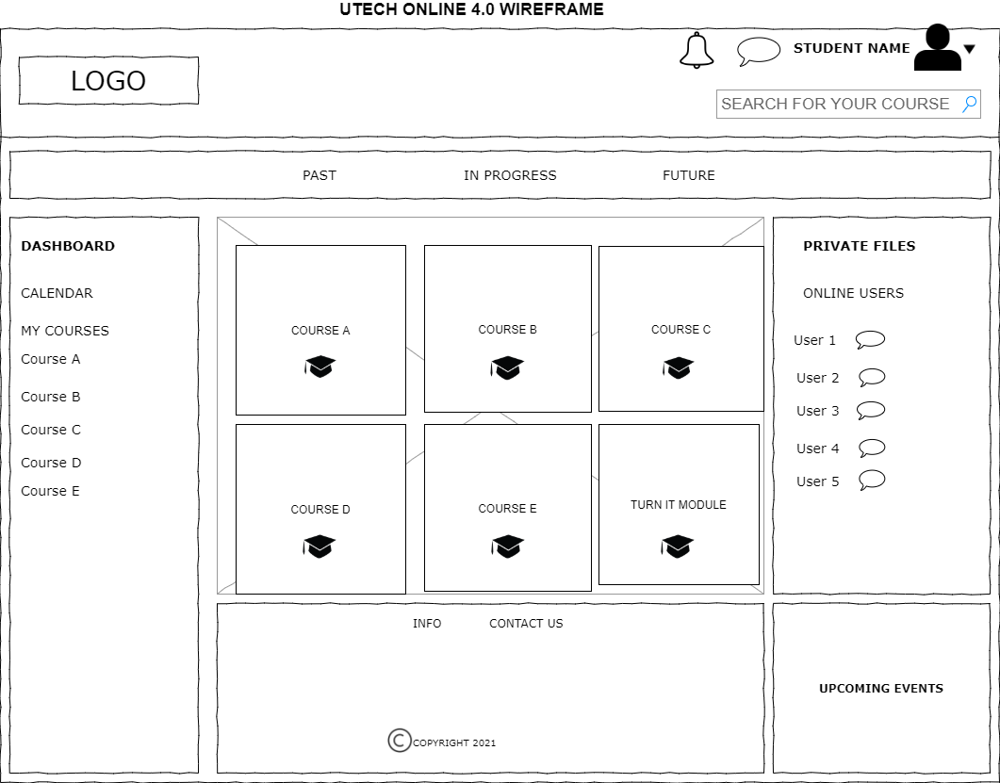 UTECH ONLINE 4.0 WIREFRAME
LOGO
STUDENT NAME
SEARCH FOR YOUR COURSE
PAST
IN PROGRESS
FUTURE
DASHBOARD
CALENDAR
MY COURSES
Course A
Course B
Course C
Course D
Course E
COURSE A
COURSE B
COURSE C
COURSE D
COURSE E
TURN IT MODULE
PRIVATE FILES
ONLINE USERS
User 1
User 2
User 3
User 4
User 5
INFO
CONTACT US
©COPYRIGHT 2021
UPCOMING EVENTS